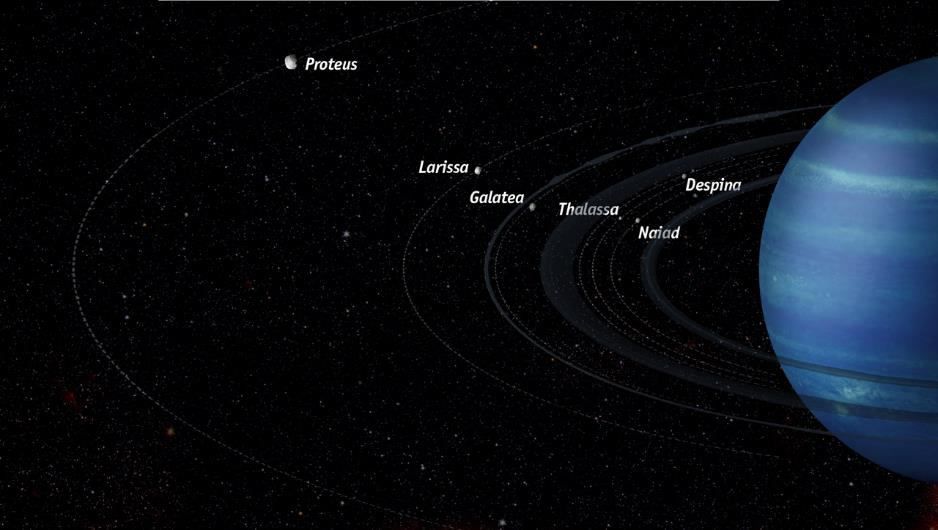 Proteus
Larissa
Despina
Galatea
Thalassa
Naiad